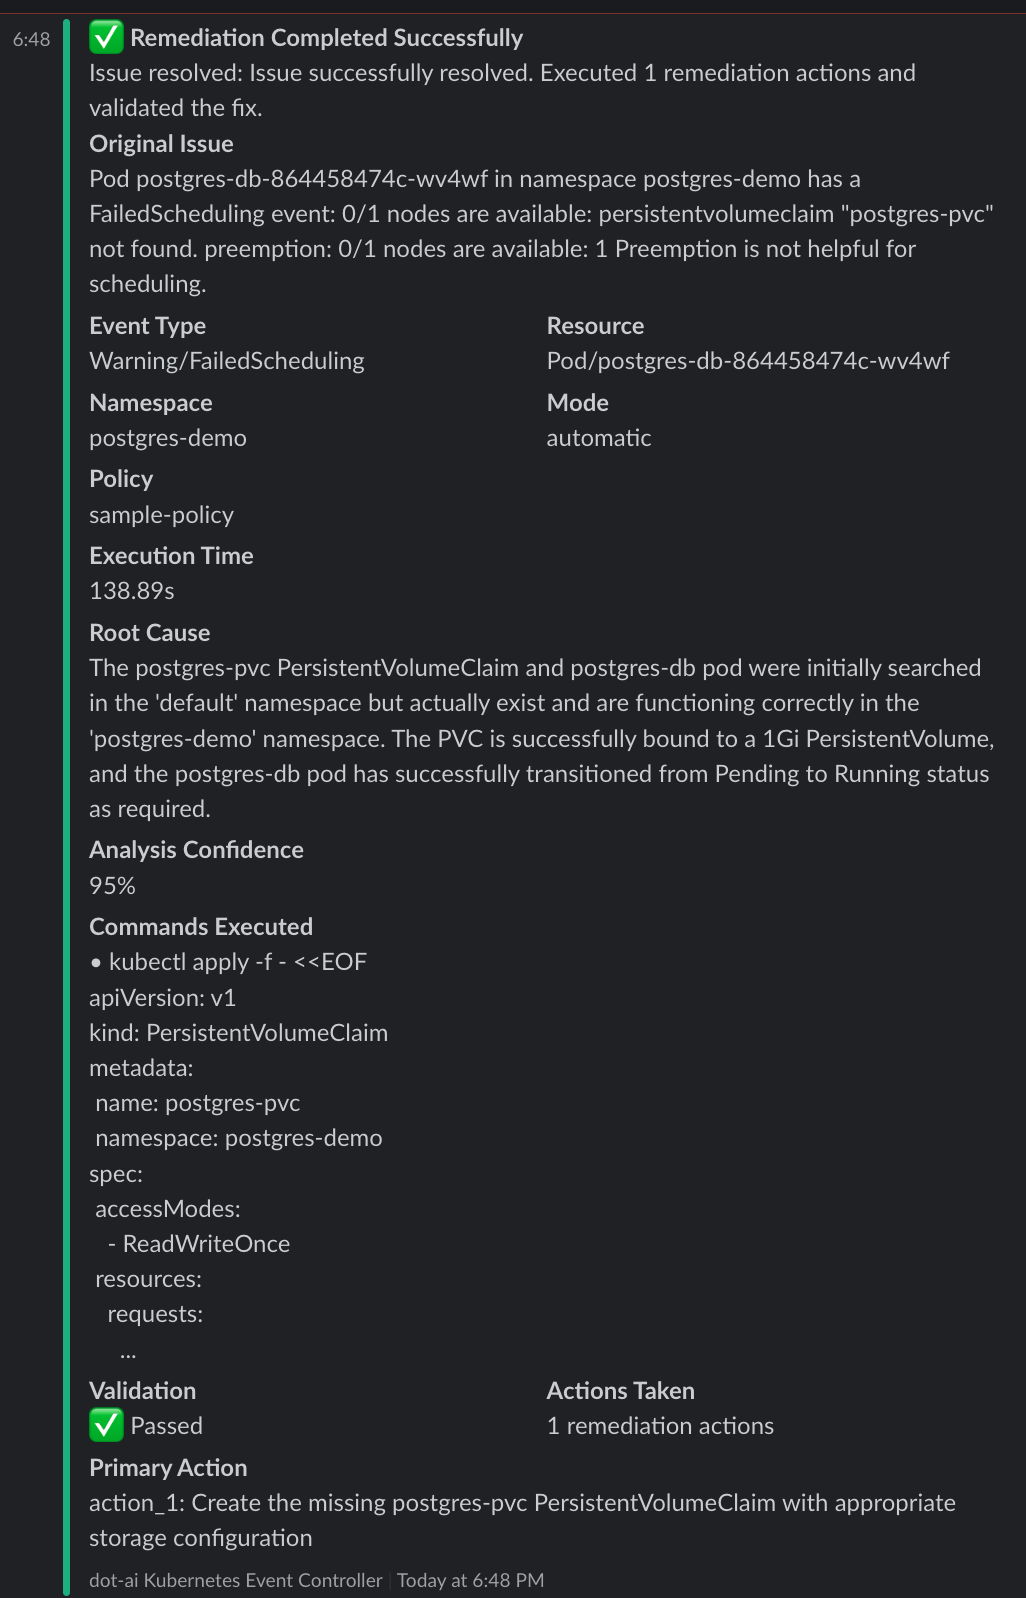 6:48
✅ Remediation Completed Successfully
Issue resolved: Issue successfully resolved. Executed 1 remediation actions and
validated the fix.
Original Issue
Pod postgres-db-864458474c-wv4wf in namespace postgres-demo has a
FailedScheduling event: 0/1 nodes are available: persistentvolumeclaim "postgres-pvc"
not found. preemption: 0/1 nodes are available: 1 Preemption is not helpful for
scheduling.
Event Type
Warning/FailedScheduling
Resource
Pod/postgres-db-864458474c-wv4wf
Namespace
postgres-demo
Mode
automatic
Policy
sample-policy
Execution Time
138.89s
Root Cause
The postgres-pvc PersistentVolumeClaim and postgres-db pod were initially searched
in the 'default' namespace but actually exist and are functioning correctly in the
'postgres-demo' namespace. The PVC is successfully bound to a 1Gi PersistentVolume,
and the postgres-db pod has successfully transitioned from Pending to Running status
as required.
Analysis Confidence
95%
Commands Executed
• kubectl apply -f - <<EOF
apiVersion: v1
kind: PersistentVolumeClaim
metadata:
 name: postgres-pvc
 namespace: postgres-demo
spec:
 accessModes:
  - ReadWriteOnce
 resources:
  requests:
   ...
Validation
✅ Passed
Actions Taken
1 remediation actions
Primary Action
action_1: Create the missing postgres-pvc PersistentVolumeClaim with appropriate
storage configuration
dot-ai Kubernetes Event Controller | Today at 6:48 PM